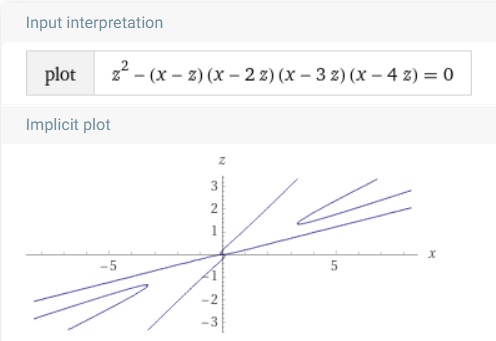 Input interpretation
plot z² – (x – z) (x – 2 z) (x – 3 z) (x – 4 z) = 0
Implicit plot
z
3
2
1
x
-5
5
-1
-2
-3